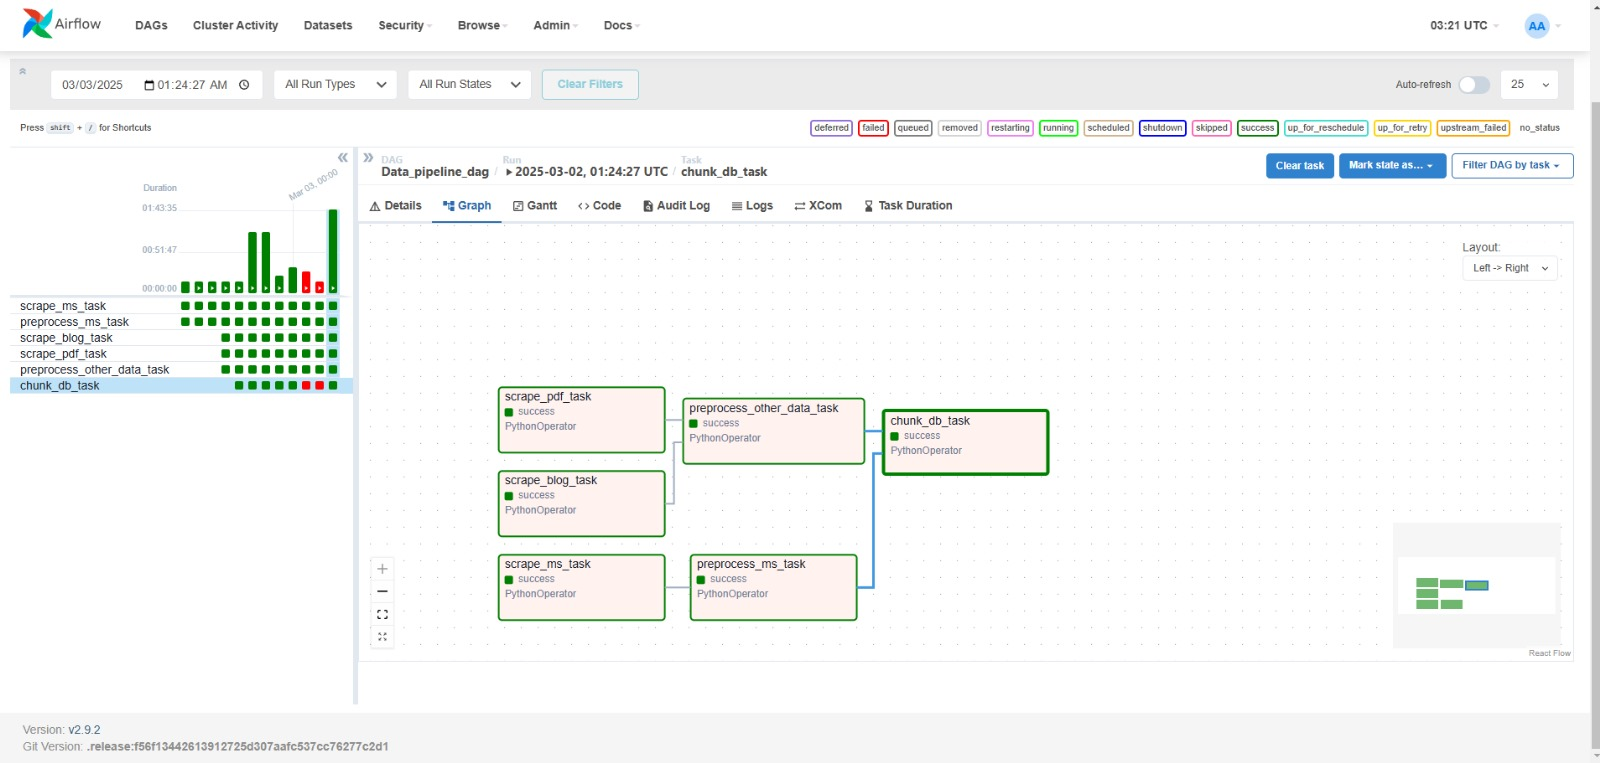 Airflow DAGs Cluster Activity Datasets Security Browse Admin Docs 03:21 UTC AA
03/03/2025 01:24:27 AM All Run Types All Run States Clear Filters Auto-refresh 25
Press shift + / for Shortcuts
deferred failed queued removed restarting running scheduled shutdown skipped success up_for_reschedule up_for_retry upstream_failed no_status
DAG Run Task
Data_pipeline_dag / 2025-03-02, 01:24:27 UTC / chunk_db_task
Clear task Mark state as... Filter DAG by task
Details Graph Gantt Code Audit Log Logs XCom Task Duration
Duration
Mar 03, 00:00
01:43:35
00:51:47
00:00:00
scrape_ms_task
preprocess_ms_task
scrape_blog_task
scrape_pdf_task
preprocess_other_data_task
chunk_db_task
Layout:
Left -> Right
scrape_pdf_task
success
PythonOperator
preprocess_other_data_task
success
PythonOperator
chunk_db_task
success
PythonOperator
scrape_blog_task
success
PythonOperator
scrape_ms_task
success
PythonOperator
preprocess_ms_task
success
PythonOperator
React Flow
Version: v2.9.2
Git Version: .release:f56f13442613912725d307aafc537cc76277c2d1